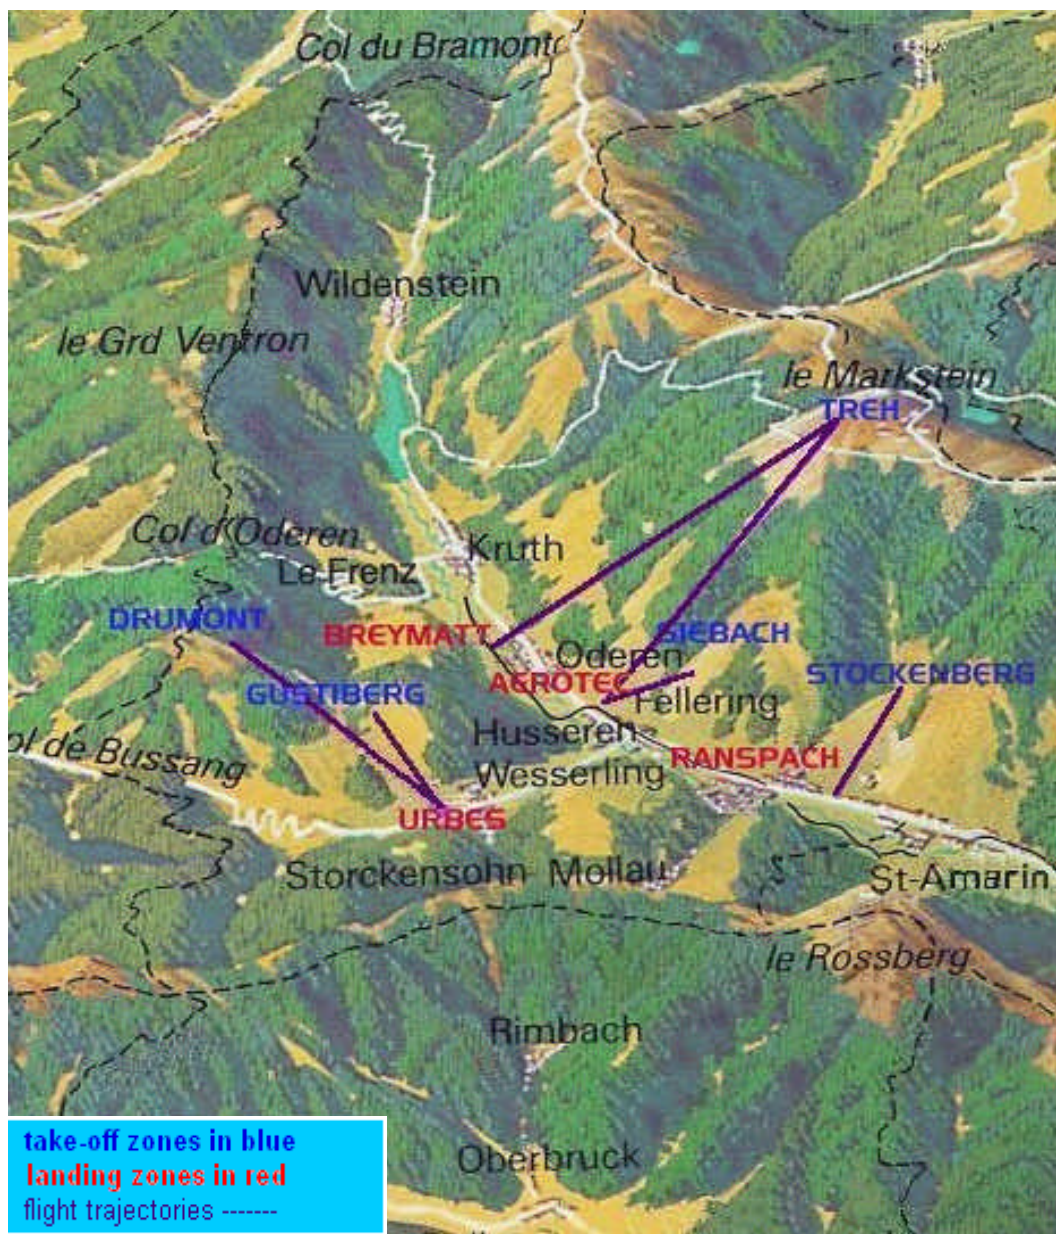 Col du Bramont
Wildenstein
le Grd Ventron
le Markstein
TREH
Col d'Oderen
Kruth
Le Frenz
DRUMONT
BREYMATT
SIEBACH
Oderen
STOCKENBERG
AEROTEC
GUSTIBERG
Fellering
Husseren
ol de Bussang
RANSPACH
Wesserling
URBES
Storckensohn Mollau
St-Amarin
le Rossberg
Rimbach
Oberbruck
take-off zones in blue
landing zones in red
flight trajectories -------